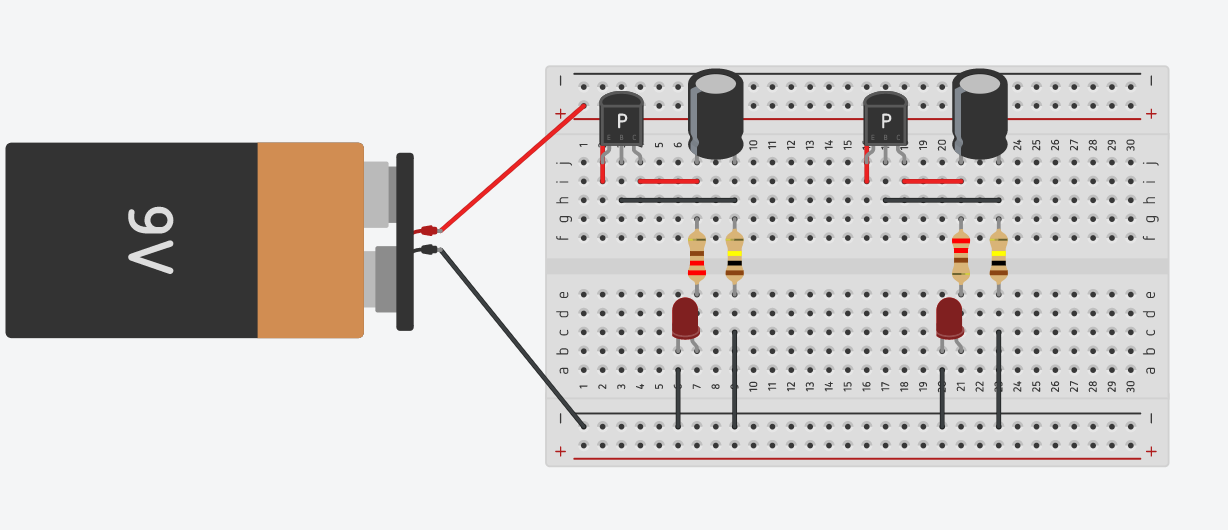 9V
− −
+ +
P P
E B C E B C
1 5 6 10 11 12 13 14 15 19 20 24 25 26 27 28 29 30
j j
i i
h h
g g
f f
e e
d d
c c
b b
a a
1 2 3 4 5 6 7 8 9 10 11 12 13 14 15 16 17 18 19 20 21 22 23 24 25 26 27 28 29 30
− −
+ +